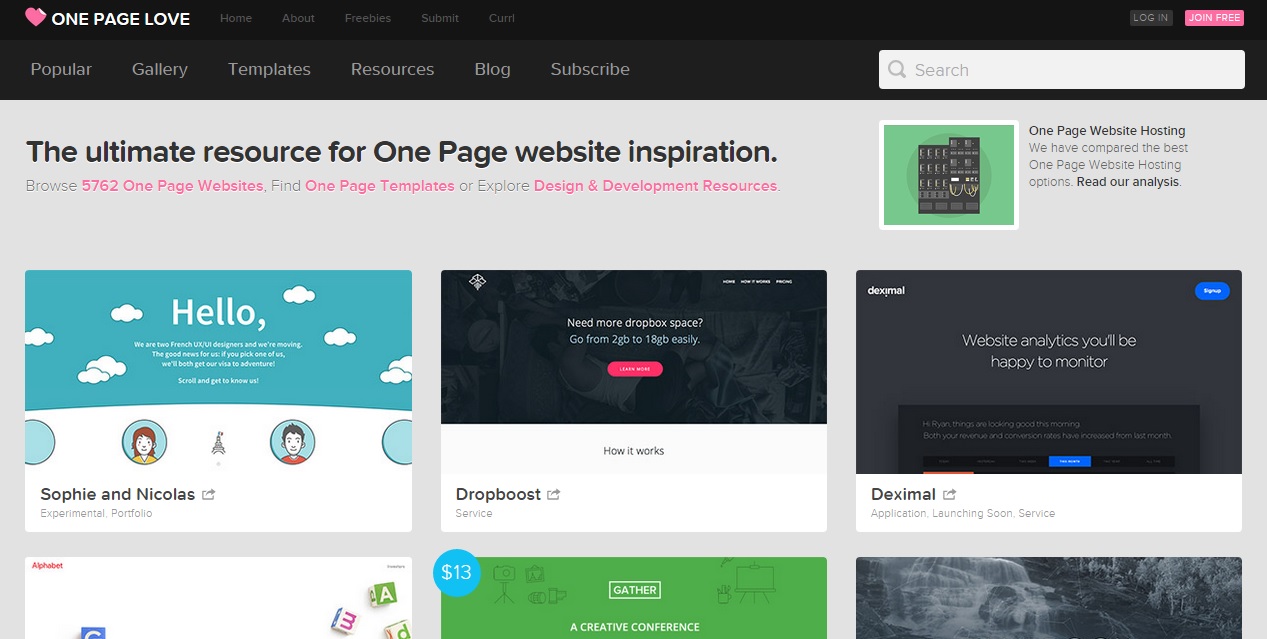 ONE PAGE LOVE
Home About Freebies Submit Currl
LOG IN JOIN FREE
Popular Gallery Templates Resources Blog Subscribe
Search
The ultimate resource for One Page website inspiration.
Browse 5762 One Page Websites, Find One Page Templates or Explore Design & Development Resources.
One Page Website Hosting
We have compared the best
One Page Website Hosting
options. Read our analysis.
Hello,
We are two French UX/UI designers and we're moving.
The good news for us: if you pick one of us,
we'll both get our visa to adventure!
Scroll and get to know us!
Sophie and Nicolas
Experimental, Portfolio
HOME HOW IT WORKS PRICING
Need more dropbox space?
Go from 2gb to 18gb easily.
LEARN MORE
How it works
Dropboost
Service
deximal
Signup
Website analytics you'll be
happy to monitor
Hi Ryan, things are looking good this morning.
Both your revenue and conversion rates have increased from last month.
Deximal
Application, Launching Soon, Service
Alphabet
A
$13
GATHER
A CREATIVE CONFERENCE